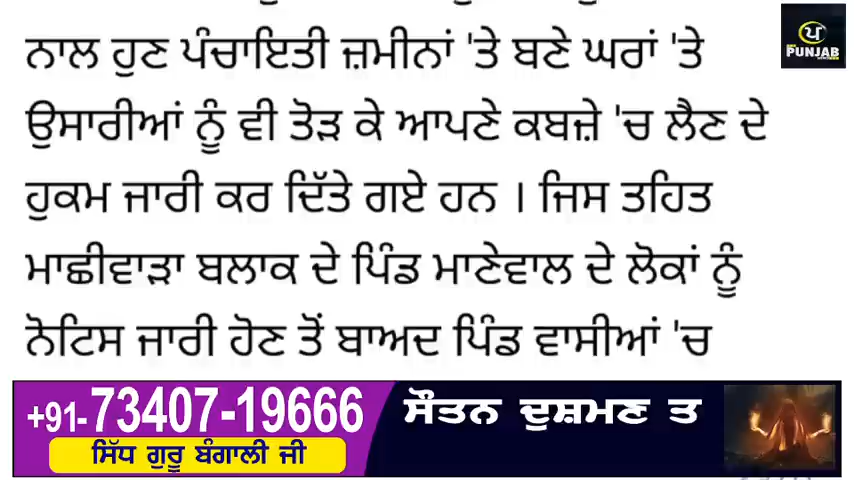 ਨਾਲ ਹੁਣ ਪੰਚਾਇਤੀ ਜ਼ਮੀਨਾਂ 'ਤੇ ਬਣੇ ਘਰਾਂ 'ਤੇ
ਉਸਾਰੀਆਂ ਨੂੰ ਵੀ ਤੋੜ ਕੇ ਆਪਣੇ ਕਬਜ਼ੇ 'ਚ ਲੈਣ ਦੇ
ਹੁਕਮ ਜਾਰੀ ਕਰ ਦਿੱਤੇ ਗਏ ਹਨ । ਜਿਸ ਤਹਿਤ
ਮਾਛੀਵਾੜਾ ਬਲਾਕ ਦੇ ਪਿੰਡ ਮਾਣੇਵਾਲ ਦੇ ਲੋਕਾਂ ਨੂੰ
ਨੋਟਿਸ ਜਾਰੀ ਹੋਣ ਤੋਂ ਬਾਅਦ ਪਿੰਡ ਵਾਸੀਆਂ 'ਚ
ਪ
PUNJAB
+91-73407-19666
ਸਿੱਧ ਗੁਰੂ ਬੰਗਾਲੀ ਜੀ
ਸੌਤਨ ਦੁਸ਼ਮਣ ਤ